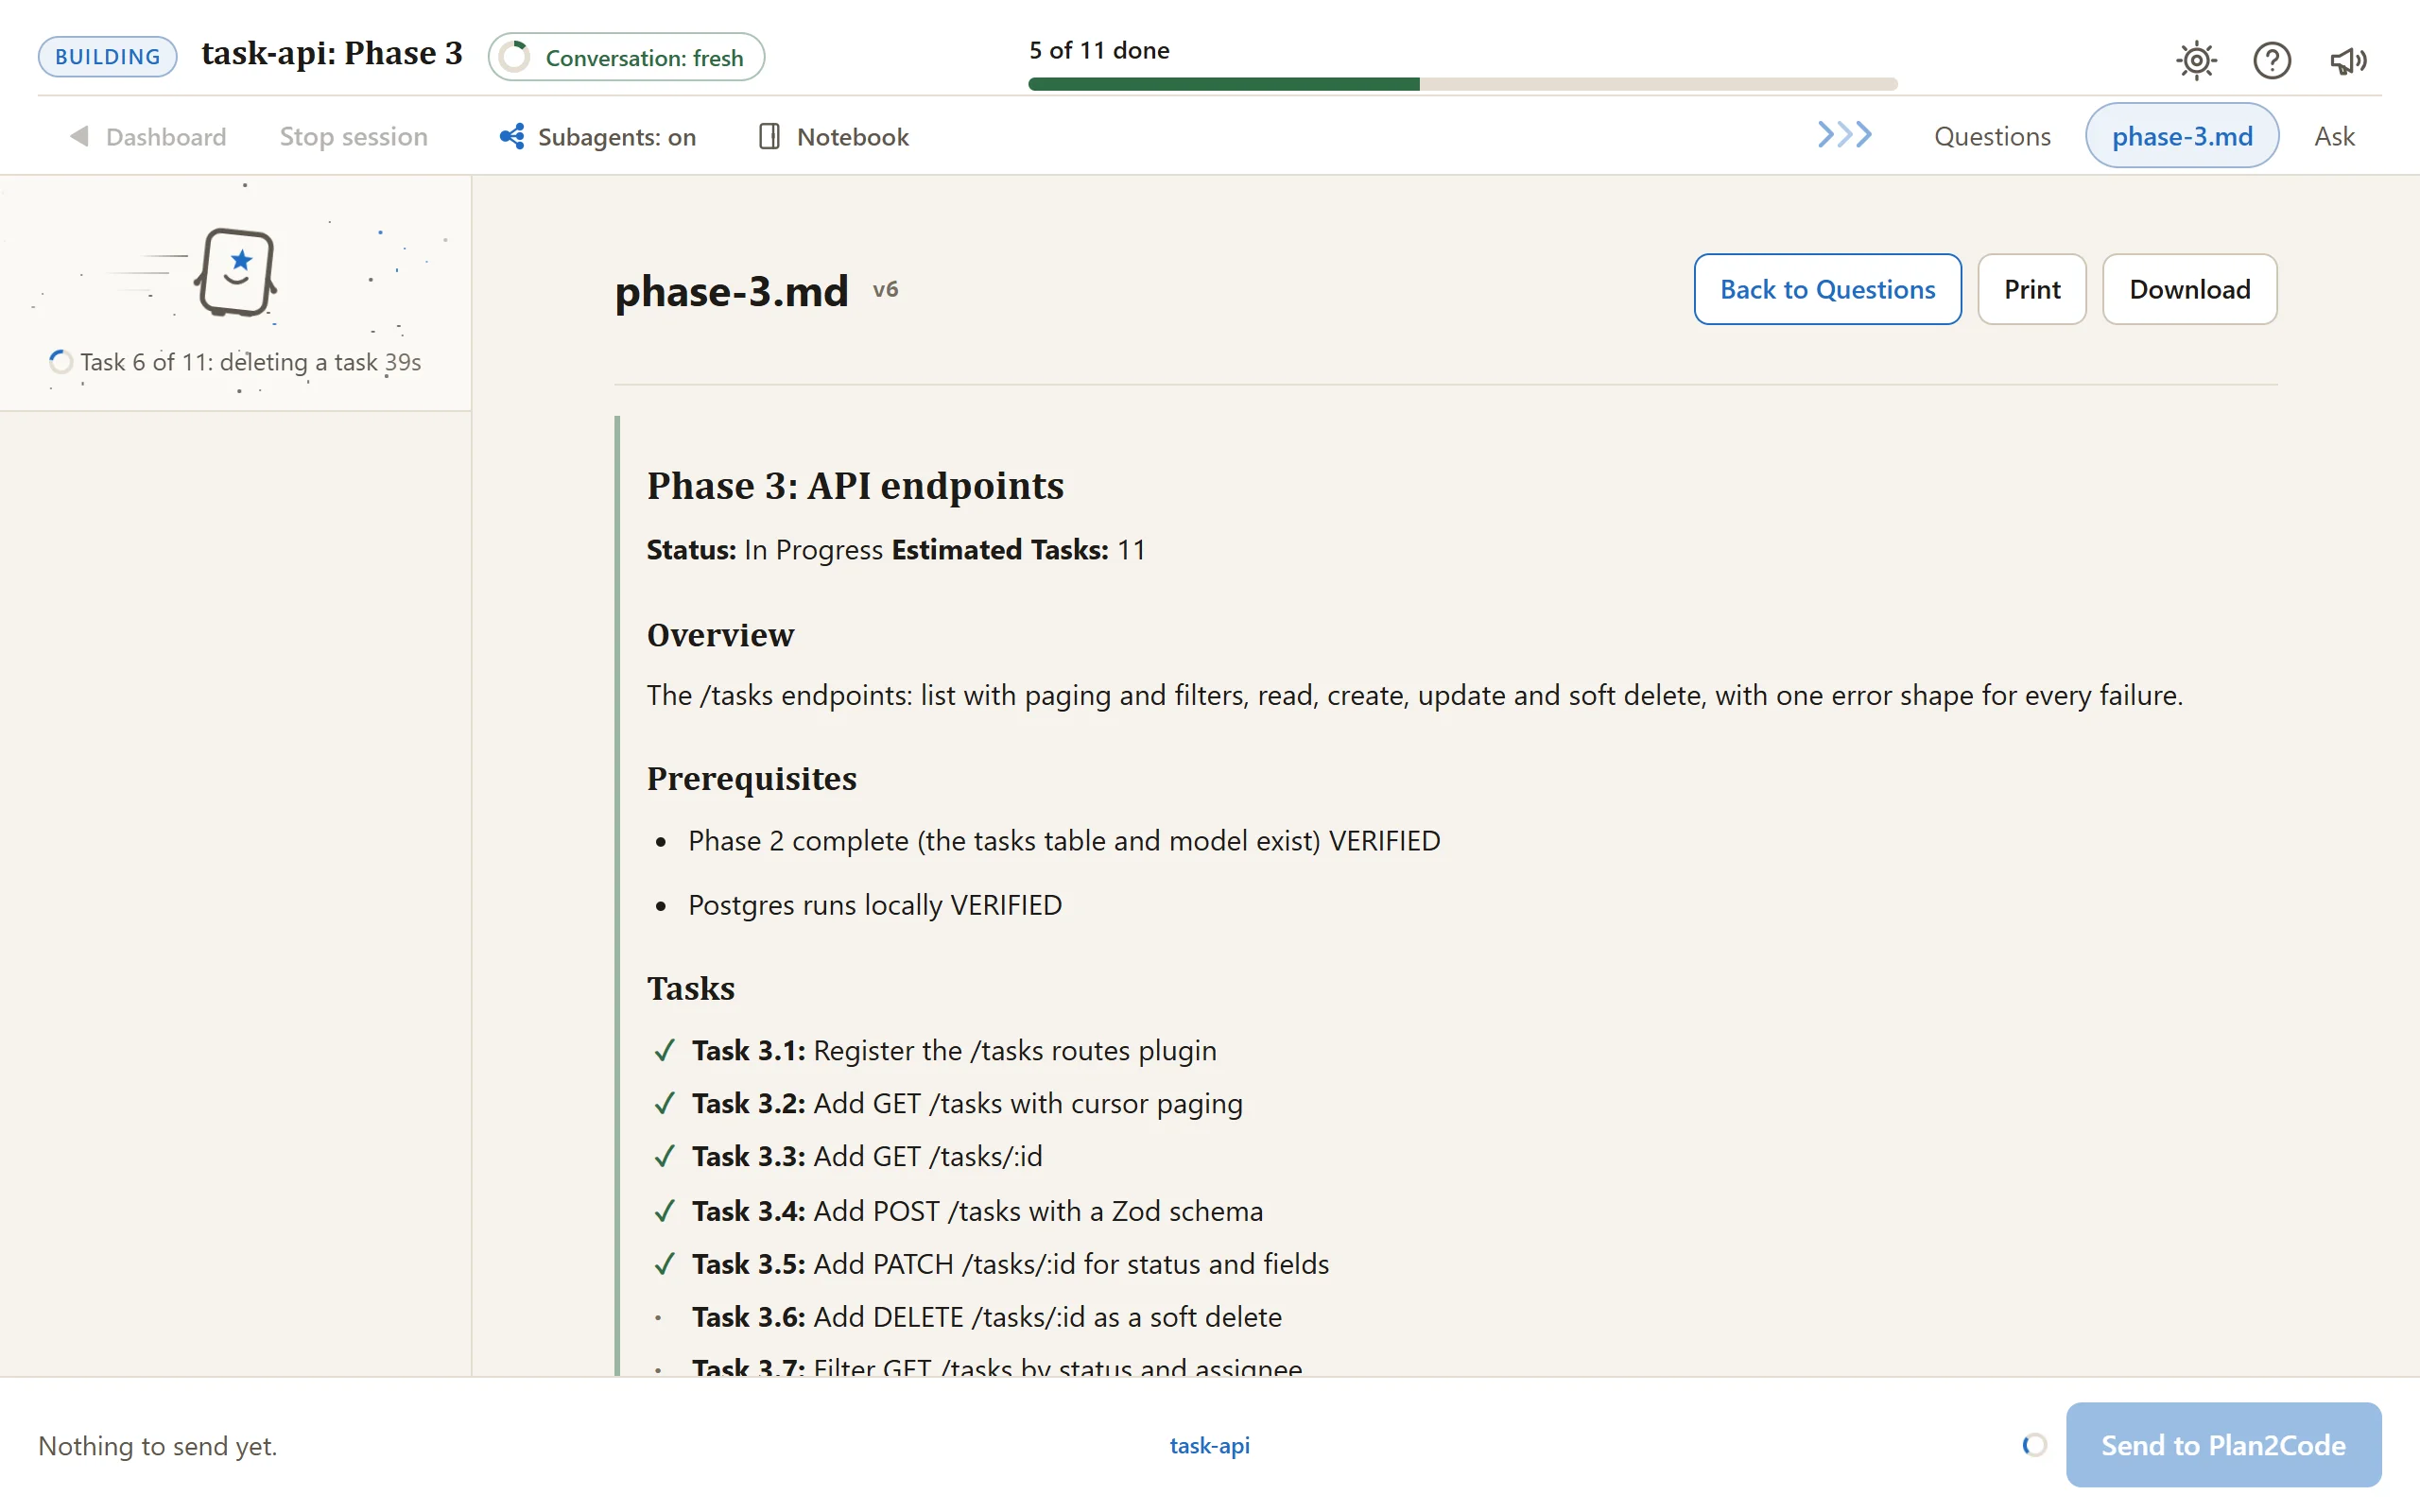 BUILDING
task-api: Phase 3
Conversation: fresh
5 of 11 done
Dashboard
Stop session
Subagents: on
Notebook
Questions
phase-3.md
Ask
Task 6 of 11: deleting a task 39s
phase-3.md v6
Back to Questions
Print
Download
Phase 3: API endpoints
Status: In Progress Estimated Tasks: 11
Overview
The /tasks endpoints: list with paging and filters, read, create, update and soft delete, with one error shape for every failure.
Prerequisites
• Phase 2 complete (the tasks table and model exist) VERIFIED
• Postgres runs locally VERIFIED
Tasks
✓ Task 3.1: Register the /tasks routes plugin
✓ Task 3.2: Add GET /tasks with cursor paging
✓ Task 3.3: Add GET /tasks/:id
✓ Task 3.4: Add POST /tasks with a Zod schema
✓ Task 3.5: Add PATCH /tasks/:id for status and fields
· Task 3.6: Add DELETE /tasks/:id as a soft delete
· Task 3.7: Filter GET /tasks by status and assignee
Nothing to send yet.
task-api
Send to Plan2Code